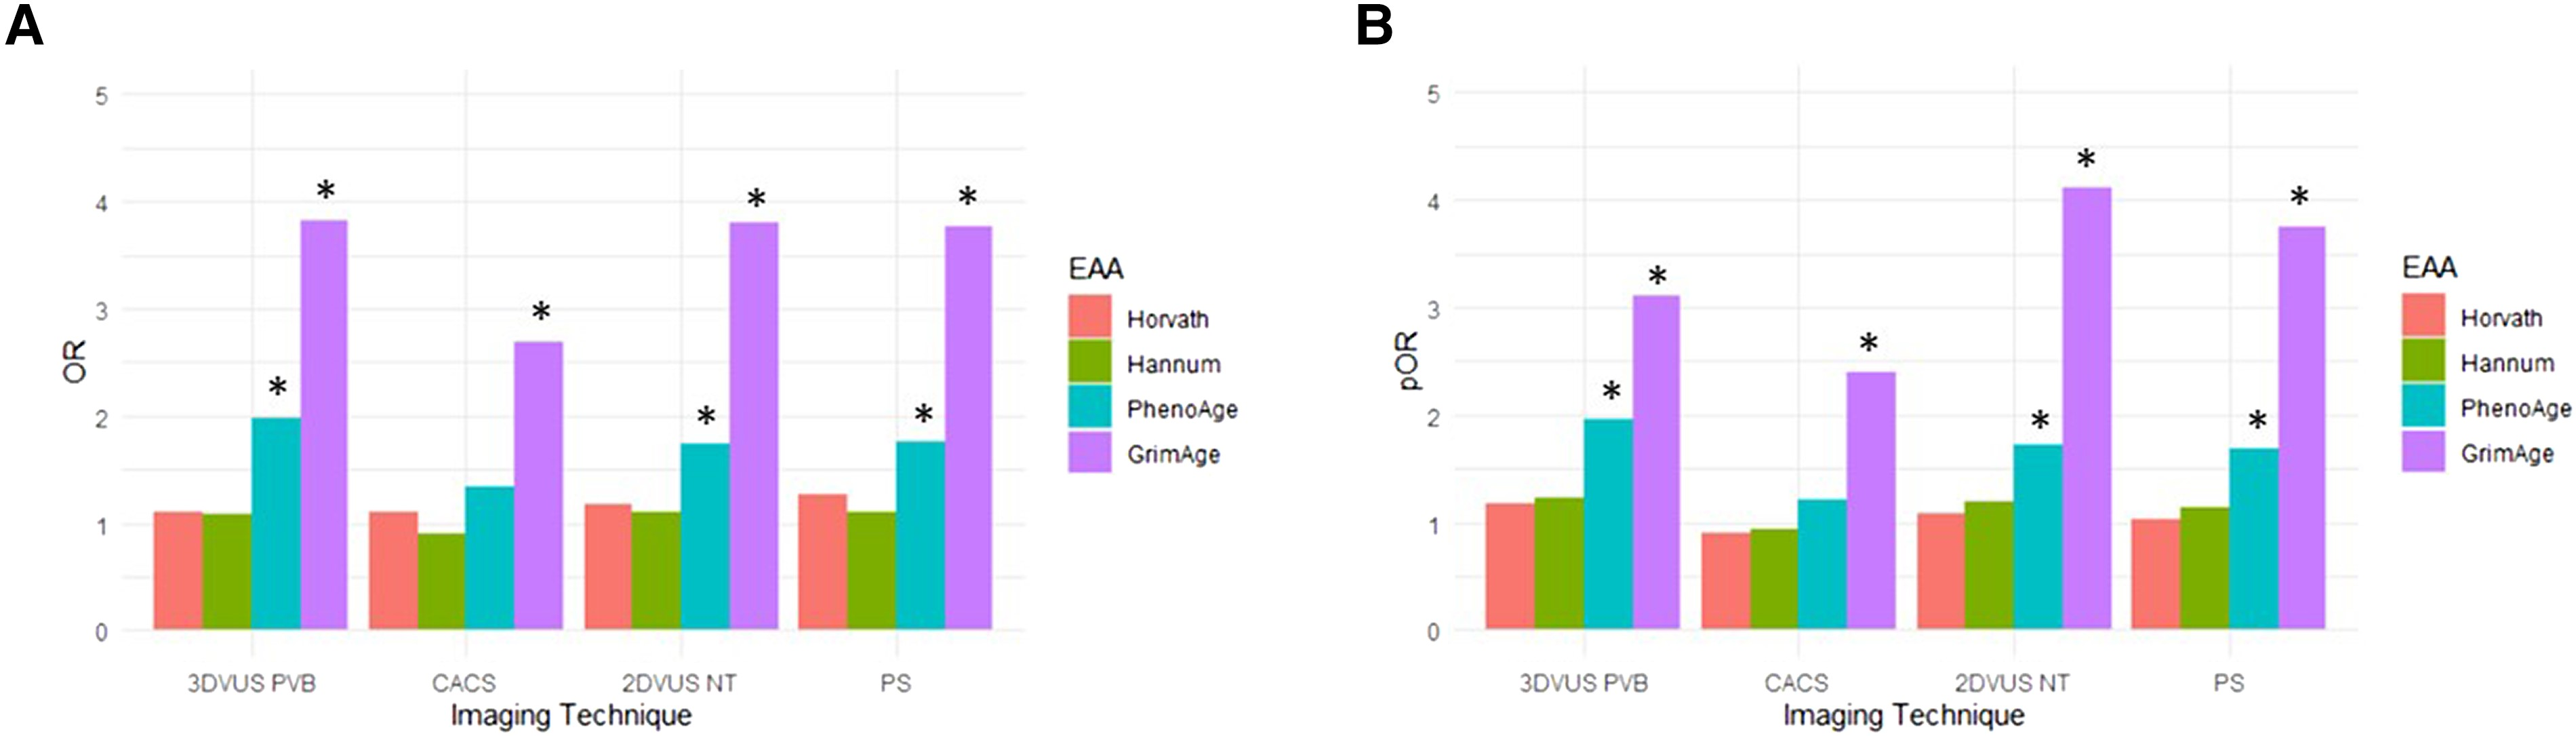 A
OR
5
4
3
2
1
0
*
*
*
*
*
*
*
3DVUS PVB
CACS
2DVUS NT
PS
Imaging Technique
EAA
Horvath
Hannum
PhenoAge
GrimAge
B
pOR
5
4
3
2
1
0
*
*
*
*
*
*
*
3DVUS PVB
CACS
2DVUS NT
PS
Imaging Technique
EAA
Horvath
Hannum
PhenoAge
GrimAge